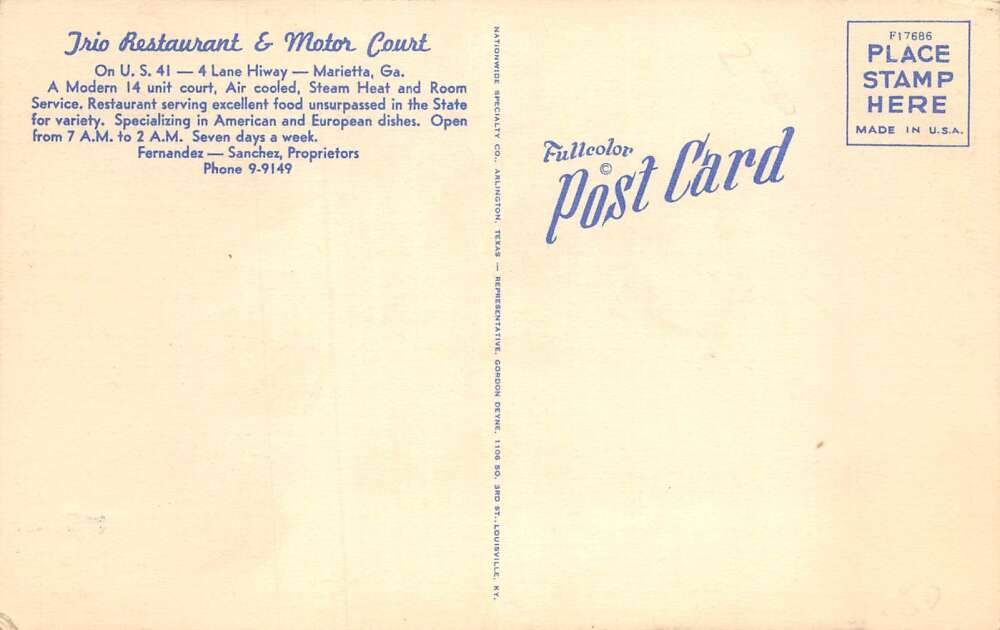 Trio Restaurant & Motor Court
On U. S. 41 — 4 Lane Hiway — Marietta, Ga.
A Modern 14 unit court, Air cooled, Steam Heat and Room
Service. Restaurant serving excellent food unsurpassed in the State
for variety. Specializing in American and European dishes. Open
from 7 A.M. to 2 A.M. Seven days a week.
Fernandez — Sanchez, Proprietors
Phone 9-9149
NATIONWIDE SPECIALTY CO., ARLINGTON, TEXAS — REPRESENTATIVE, GORDON DEYNE, 1106 SO. 3RD ST., LOUISVILLE, KY.
Fullcolor
©
Post Card
F17686
PLACE
STAMP
HERE
MADE IN U.S.A.